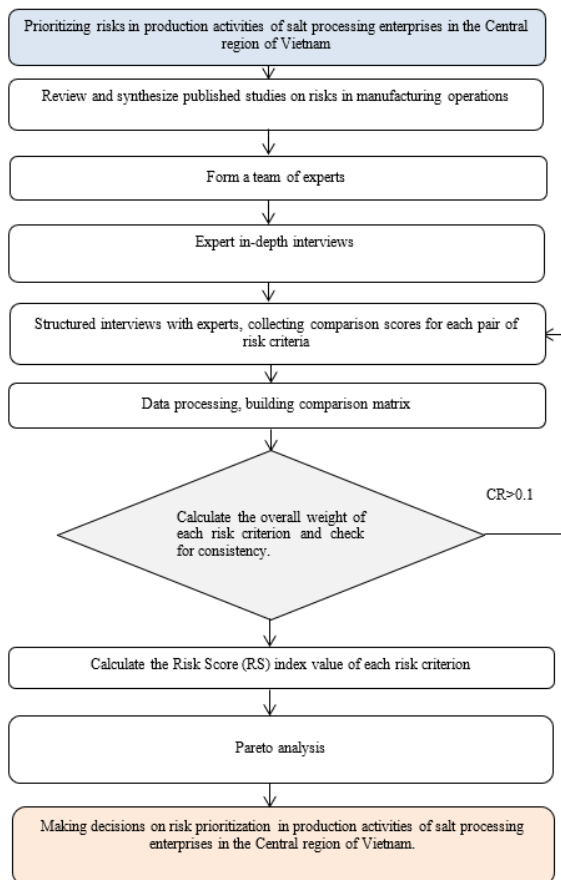 Prioritizing risks in production activities of salt processing enterprises in the Central
region of Vietnam
Review and synthesize published studies on risks in manufacturing operations
Form a team of experts
Expert in-depth interviews
Structured interviews with experts, collecting comparison scores for each pair of
risk criteria
Data processing, building comparison matrix
CR>0.1
Calculate the overall weight of
each risk criterion and check
for consistency.
Calculate the Risk Score (RS) index value of each risk criterion
Pareto analysis
Making decisions on risk prioritization in production activities of salt processing
enterprises in the Central region of Vietnam.